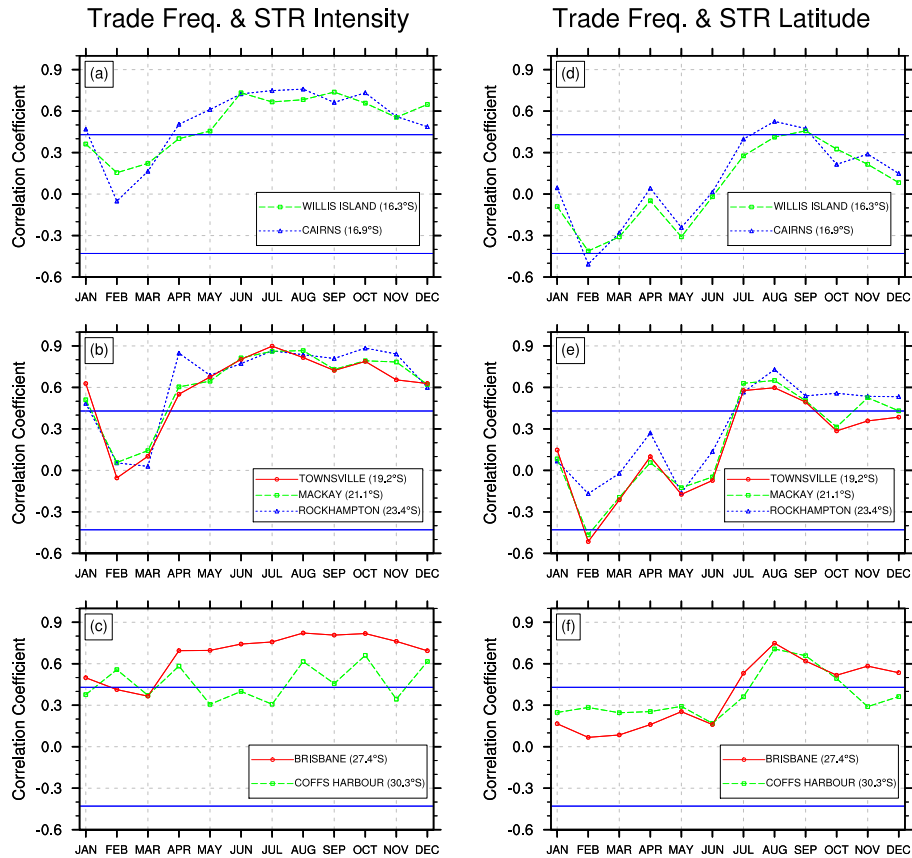 Trade Freq. & STR Intensity
Trade Freq. & STR Latitude
(a)
Correlation Coefficient
0.9
0.6
0.3
0.0
-0.3
-0.6
WILLIS ISLAND (16.3°S)
CAIRNS (16.9°S)
JAN FEB MAR APR MAY JUN JUL AUG SEP OCT NOV DEC
(d)
Correlation Coefficient
0.9
0.6
0.3
0.0
-0.3
-0.6
WILLIS ISLAND (16.3°S)
CAIRNS (16.9°S)
JAN FEB MAR APR MAY JUN JUL AUG SEP OCT NOV DEC
(b)
Correlation Coefficient
0.9
0.6
0.3
0.0
-0.3
-0.6
TOWNSVILLE (19.2°S)
MACKAY (21.1°S)
ROCKHAMPTON (23.4°S)
JAN FEB MAR APR MAY JUN JUL AUG SEP OCT NOV DEC
(e)
Correlation Coefficient
0.9
0.6
0.3
0.0
-0.3
-0.6
TOWNSVILLE (19.2°S)
MACKAY (21.1°S)
ROCKHAMPTON (23.4°S)
JAN FEB MAR APR MAY JUN JUL AUG SEP OCT NOV DEC
(c)
Correlation Coefficient
0.9
0.6
0.3
0.0
-0.3
-0.6
BRISBANE (27.4°S)
COFFS HARBOUR (30.3°S)
JAN FEB MAR APR MAY JUN JUL AUG SEP OCT NOV DEC
(f)
Correlation Coefficient
0.9
0.6
0.3
0.0
-0.3
-0.6
BRISBANE (27.4°S)
COFFS HARBOUR (30.3°S)
JAN FEB MAR APR MAY JUN JUL AUG SEP OCT NOV DEC